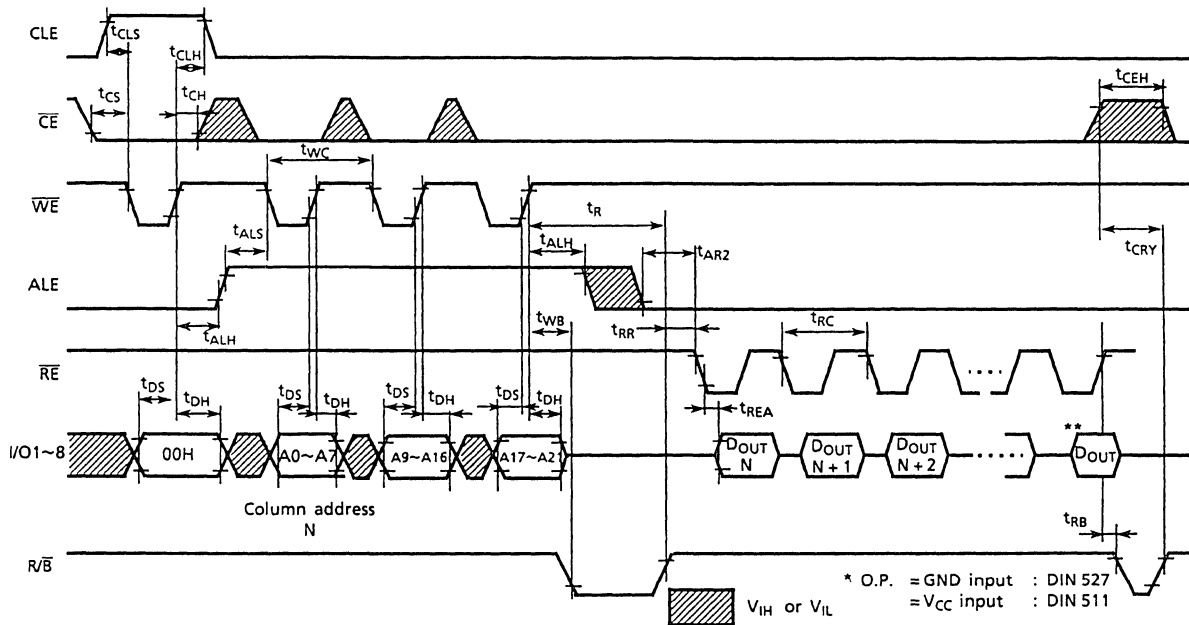 CLE
tCLS
tCLH
tCEH
CE
tCS
tCH
tWC
WE
tR
tALS
tALH
tAR2
tCRY
ALE
tALH
tWB
tRR
tRC
RE
tDS
tDH
tDS
tDH
tDS
tDH
tDS
tDH
tREA
**
I/O1~8
00H
A0~A7
A9~A16
A17~A21
DOUT N
DOUT N + 1
DOUT N + 2
DOUT
Column address
N
tRB
R/B
* O.P. = GND input : DIN 527
= VCC input : DIN 511
VIH or VIL